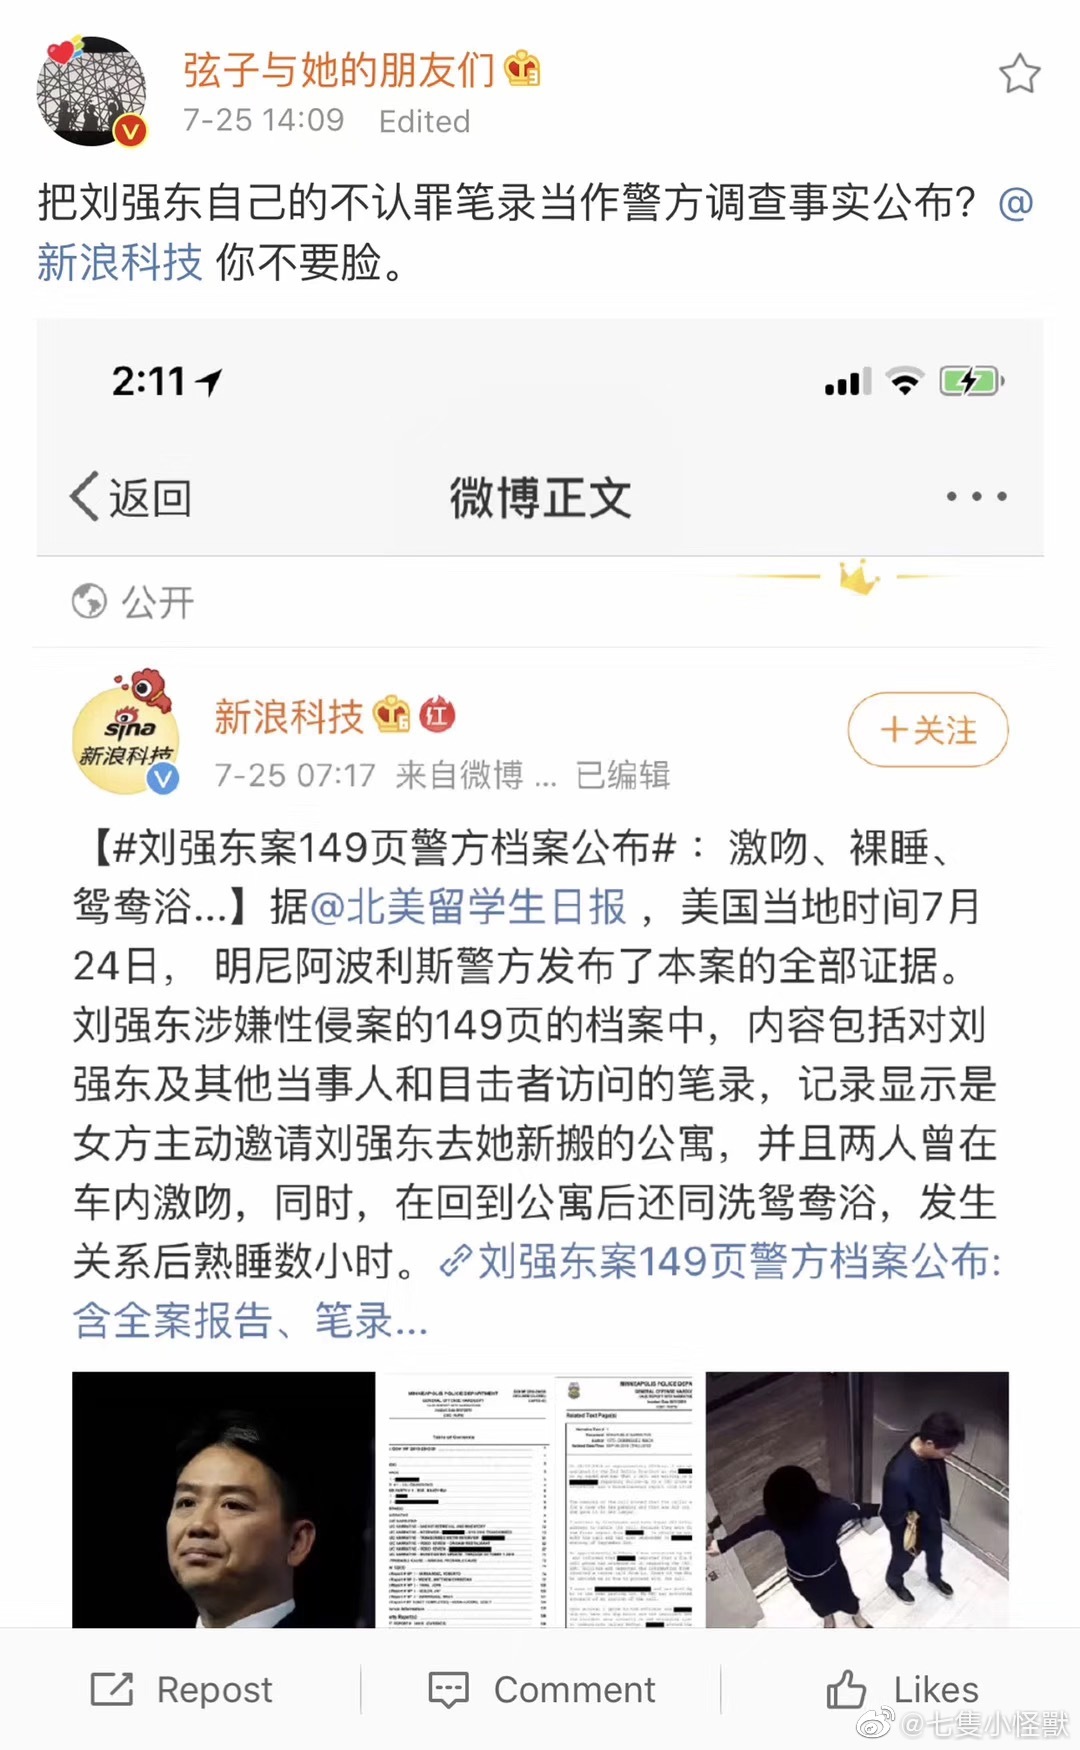 弦子与她的朋友们
7-25 14:09 Edited
把刘强东自己的不认罪笔录当作警方调查事实公布？@
新浪科技 你不要脸。
2:11
返回 微博正文
公开
sina
新浪科技
新浪科技 红
+关注
7-25 07:17 来自微博 ... 已编辑
【#刘强东案149页警方档案公布#：激吻、裸睡、
鸳鸯浴...】据@北美留学生日报，美国当地时间7月
24日， 明尼阿波利斯警方发布了本案的全部证据。
刘强东涉嫌性侵案的149页的档案中，内容包括对刘
强东及其他当事人和目击者访问的笔录，记录显示是
女方主动邀请刘强东去她新搬的公寓，并且两人曾在
车内激吻，同时，在回到公寓后还同洗鸳鸯浴，发生
关系后熟睡数小时。刘强东案149页警方档案公布:
含全案报告、笔录...
MINNEAPOLIS POLICE DEPARTMENT
Table of Contents
MINNEAPOLIS POLICE DEPA
Related Text Page(s)
Repost Comment Likes
@七隻小怪獸